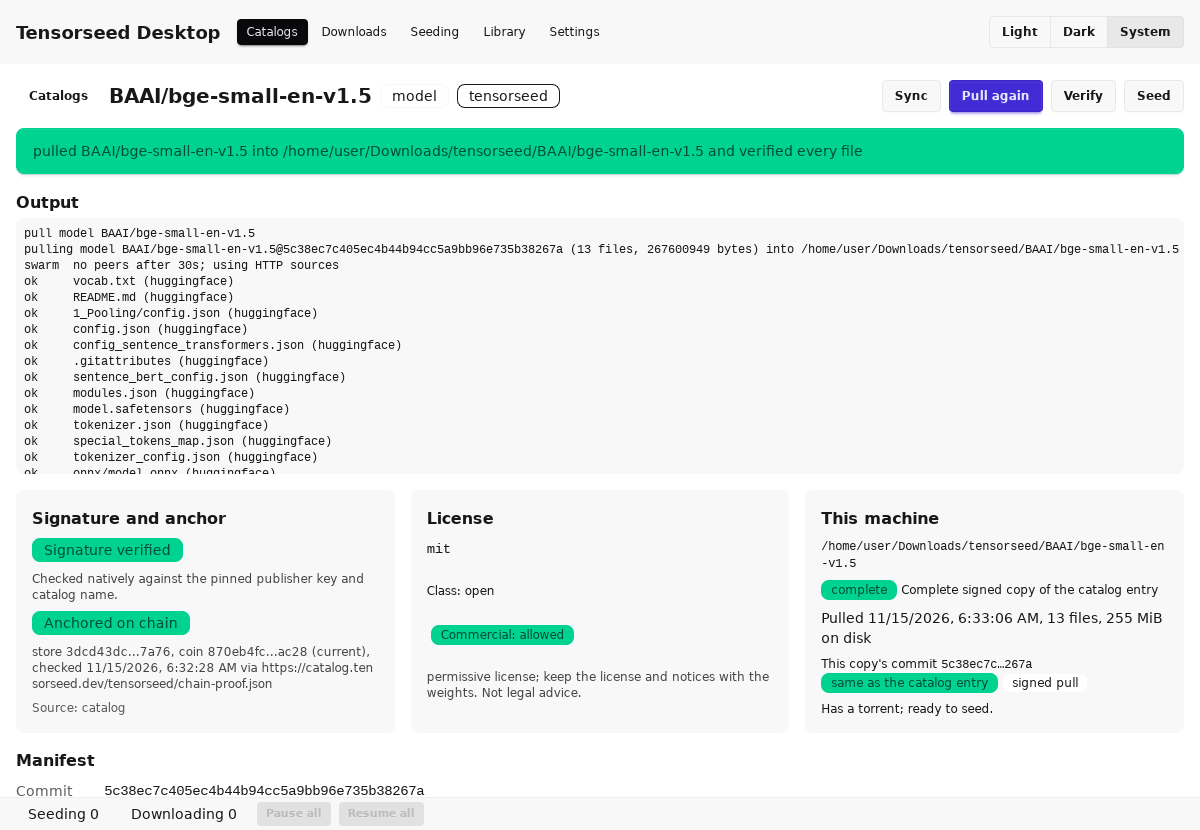 Tensorseed Desktop Catalogs Downloads Seeding Library Settings Light Dark System
Catalogs BAAI/bge-small-en-v1.5 model tensorseed Sync Pull again Verify Seed
pulled BAAI/bge-small-en-v1.5 into /home/user/Downloads/tensorseed/BAAI/bge-small-en-v1.5 and verified every file
Output
pull model BAAI/bge-small-en-v1.5
pulling model BAAI/bge-small-en-v1.5@5c38ec7c405ec4b44b94cc5a9bb96e735b38267a (13 files, 267600949 bytes) into /home/user/Downloads/tensorseed/BAAI/bge-small-en-v1.5
swarm no peers after 30s; using HTTP sources
ok vocab.txt (huggingface)
ok README.md (huggingface)
ok 1_Pooling/config.json (huggingface)
ok config.json (huggingface)
ok config_sentence_transformers.json (huggingface)
ok .gitattributes (huggingface)
ok sentence_bert_config.json (huggingface)
ok modules.json (huggingface)
ok model.safetensors (huggingface)
ok tokenizer.json (huggingface)
ok special_tokens_map.json (huggingface)
ok tokenizer_config.json (huggingface)
ok onnx/model.onnx (huggingface)
Signature and anchor
Signature verified
Checked natively against the pinned publisher key and
catalog name.
Anchored on chain
store 3dcd43dc…7a76, coin 870eb4fc…ac28 (current),
checked 11/15/2026, 6:32:28 AM via https://catalog.ten
sorseed.dev/tensorseed/chain-proof.json
Source: catalog
License
mit
Class: open
Commercial: allowed
permissive license; keep the license and notices with the
weights. Not legal advice.
This machine
/home/user/Downloads/tensorseed/BAAI/bge-small-en
-v1.5
complete Complete signed copy of the catalog entry
Pulled 11/15/2026, 6:33:06 AM, 13 files, 255 MiB
on disk
This copy's commit 5c38ec7c…267a
same as the catalog entry signed pull
Has a torrent; ready to seed.
Manifest
Commit 5c38ec7c405ec4b44b94cc5a9bb96e735b38267a
Seeding 0 Downloading 0 Pause all Resume all